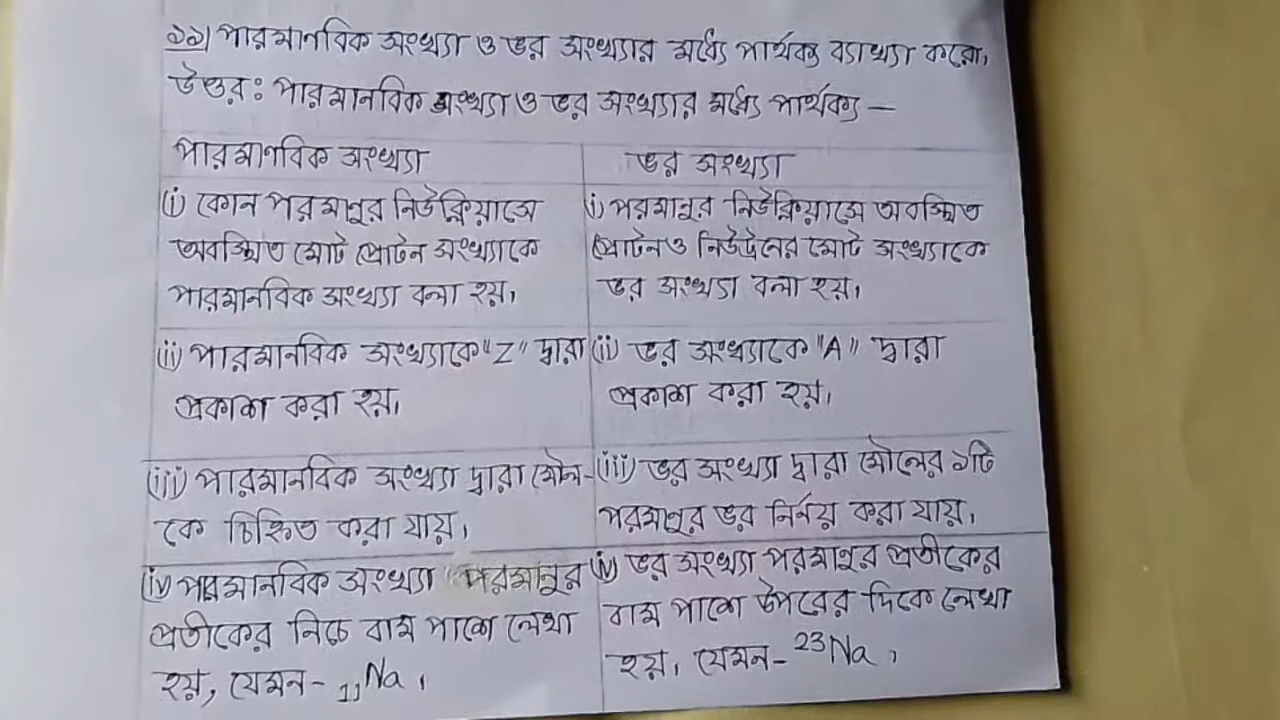 ১১) পারমাণবিক সংখ্যা ও ভর সংখ্যার মধ্যে পার্থক্য ব্যাখ্যা করো,
উত্তর: পারমানবিক সংখ্যা ও ভর সংখ্যার মধ্যে পার্থক্য —
পারমাণবিক সংখ্যা
(i) কোন পরমাণুর নিউক্লিয়াসে
অবস্থিত মোট প্রোটন সংখ্যাকে
পারমানবিক সংখ্যা বলা হয়,
(ii) পারমানবিক সংখ্যাকে "Z" দ্বারা
প্রকাশ করা হয়,
(iii) পারমানবিক সংখ্যা দ্বারা মৌল-
কে চিহ্নিত করা যায়,
(iv) পারমানবিক সংখ্যা পরমানুর
প্রতীকের নিচে বাম পাশে লেখা
হয়, যেমন- ₁₁Na,
ভর সংখ্যা
(i) পরমানুর নিউক্লিয়াসে অবস্থিত
প্রোটন ও নিউট্রনের মোট সংখ্যাকে
ভর সংখ্যা বলা হয়,
(ii) ভর সংখ্যাকে "A" দ্বারা
প্রকাশ করা হয়,
(iii) ভর সংখ্যা দ্বারা মৌলের ১টি
পরমানুর ভর নির্নয় করা যায়,
(iv) ভর সংখ্যা পরমানুর প্রতীকের
বাম পাশে উপরের দিকে লেখা
হয়, যেমন- ²³Na,